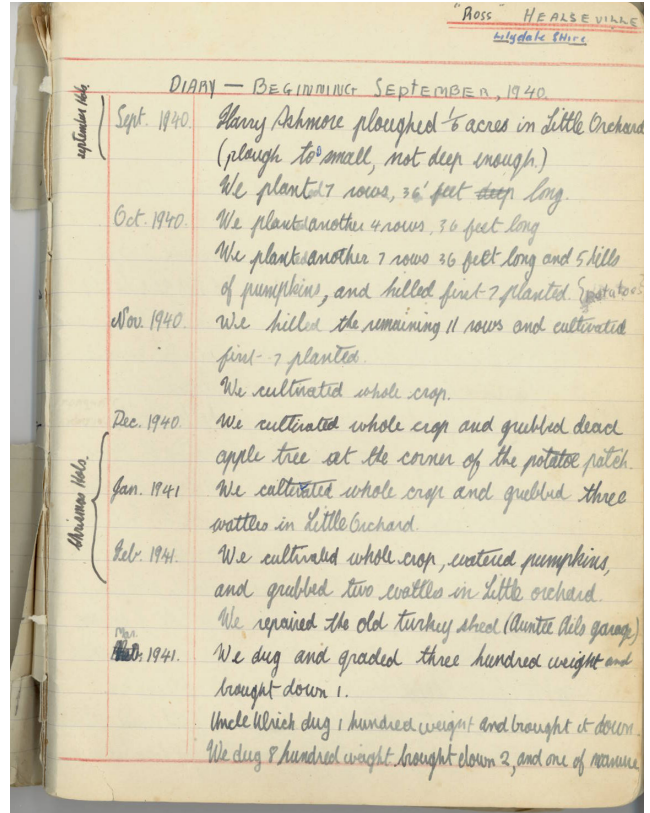 "Ross" HEALSEVILLE
Lilydale Shire
DIARY — BEGINNING SEPTEMBER, 1940.
september Hols.
Sept. 1940. Harry Ashmore ploughed 1/6 acres in Little Orchard
(plough to small, not deep enough.)
We planted 7 rows, 36' feet deep long.
Oct. 1940. We planted another 4 rows, 36 feet long
We planted another 7 rows 36 feet long and 5 hills
of pumpkins, and hilled first 7 planted. {potatoes}
Nov. 1940. We hilled the remaining 11 rows and cultivated
first 7 planted.
We cultivated whole crop.
Dec. 1940. We cultivated whole crop and grubbed dead
apple tree at the corner of the potatoe patch.
Chrismas Hols.
Jan. 1941 We cultivated whole crop and grubbed three
wattles in Little Orchard.
Feb. 1941. We cultivated whole crop, watered pumpkins,
and grubbed two wattles in Little orchard.
We repaired the old turkey shed (Auntie Ails garage)
Mar. 1941. We dug and graded three hundred weight and
brought down 1.
Uncle Ulrich dug 1 hundred weight and brought it down.
We dug 8 hundred weight brought down 2, and one of manure